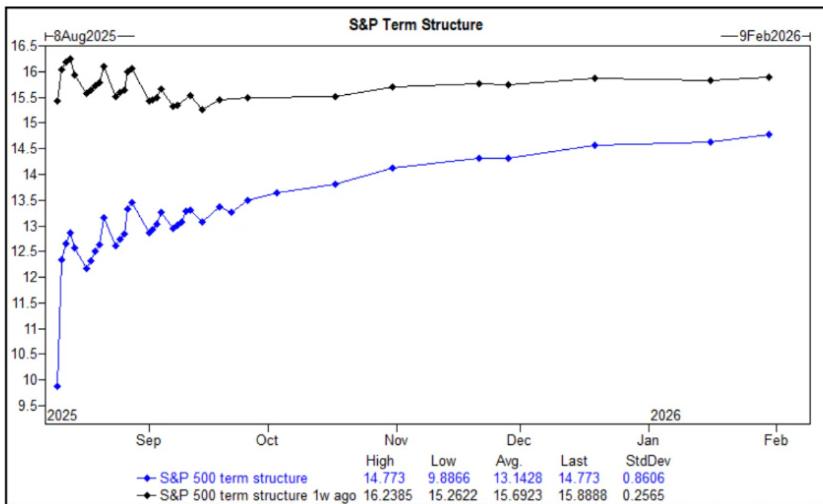 S&P Term Structure
8Aug2025
9Feb2026
16.5
16
15.5
15
14.5
14
13.5
13
12.5
12
11.5
11
10.5
10
9.5
2025
2026
Sep Oct Nov Dec Jan Feb
High Low Avg. Last StdDev
S&P 500 term structure 14.773 9.8866 13.1428 14.773 0.8606
S&P 500 term structure 1w ago 16.2385 15.2622 15.6923 15.8888 0.2565